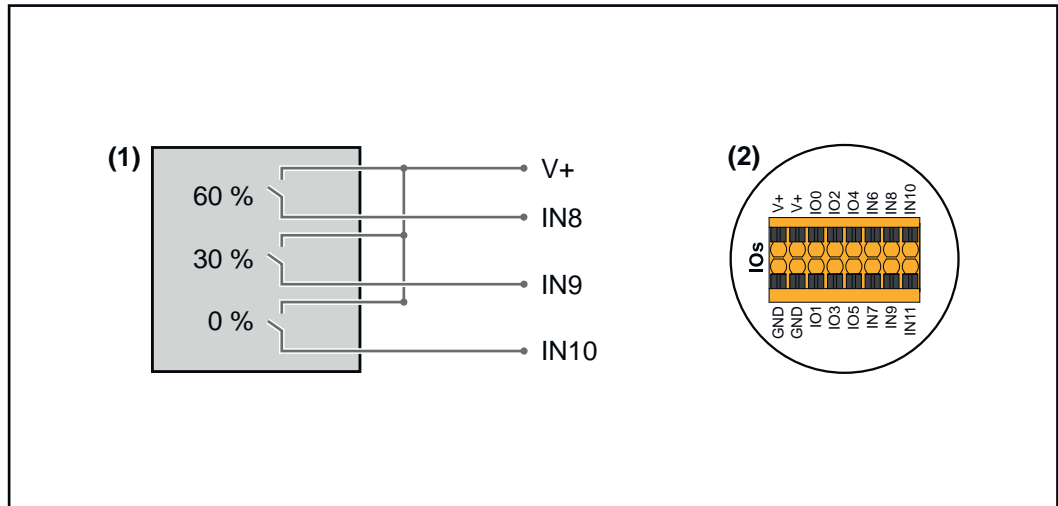 (1)
60 %
30 %
0 %
V+
IN8
IN9
IN10
(2)
IOs
V+ V+ IO0 IO2 IO4 IN6 IN8 IN10
GND GND IO1 IO3 IO5 IN7 IN9 IN11